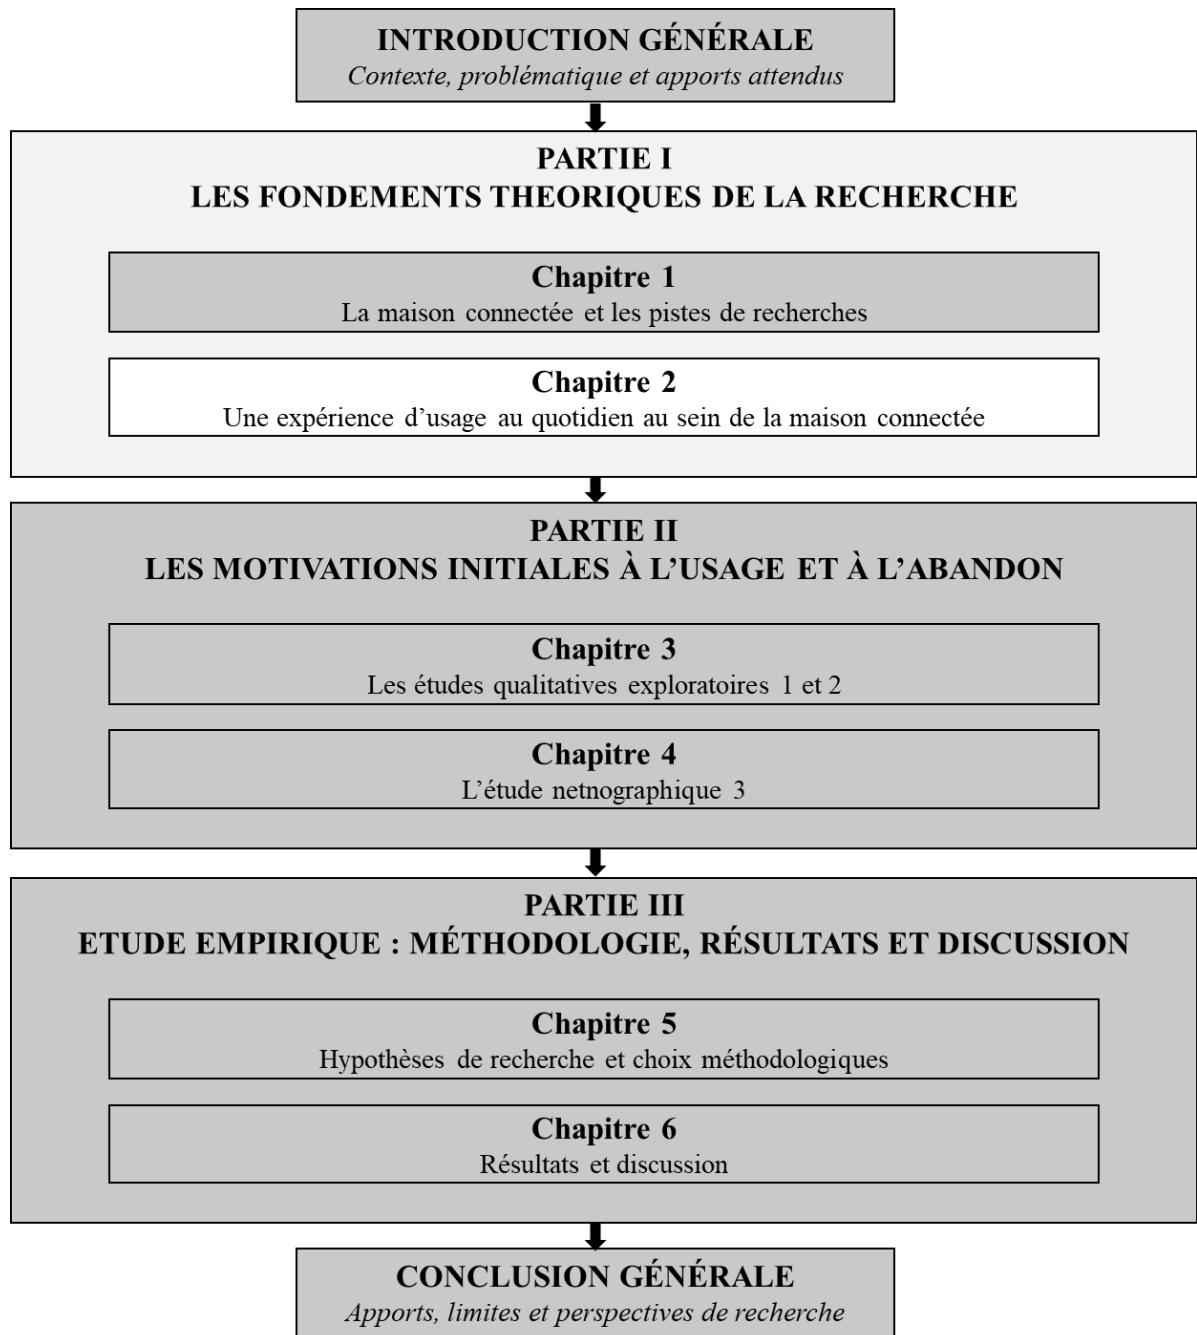 INTRODUCTION GÉNÉRALE
Contexte, problématique et apports attendus
PARTIE I
LES FONDEMENTS THEORIQUES DE LA RECHERCHE
Chapitre 1
La maison connectée et les pistes de recherches
Chapitre 2
Une expérience d’usage au quotidien au sein de la maison connectée
PARTIE II
LES MOTIVATIONS INITIALES À L’USAGE ET À L’ABANDON
Chapitre 3
Les études qualitatives exploratoires 1 et 2
Chapitre 4
L’étude netnographique 3
PARTIE III
ETUDE EMPIRIQUE : MÉTHODOLOGIE, RÉSULTATS ET DISCUSSION
Chapitre 5
Hypothèses de recherche et choix méthodologiques
Chapitre 6
Résultats et discussion
CONCLUSION GÉNÉRALE
Apports, limites et perspectives de recherche